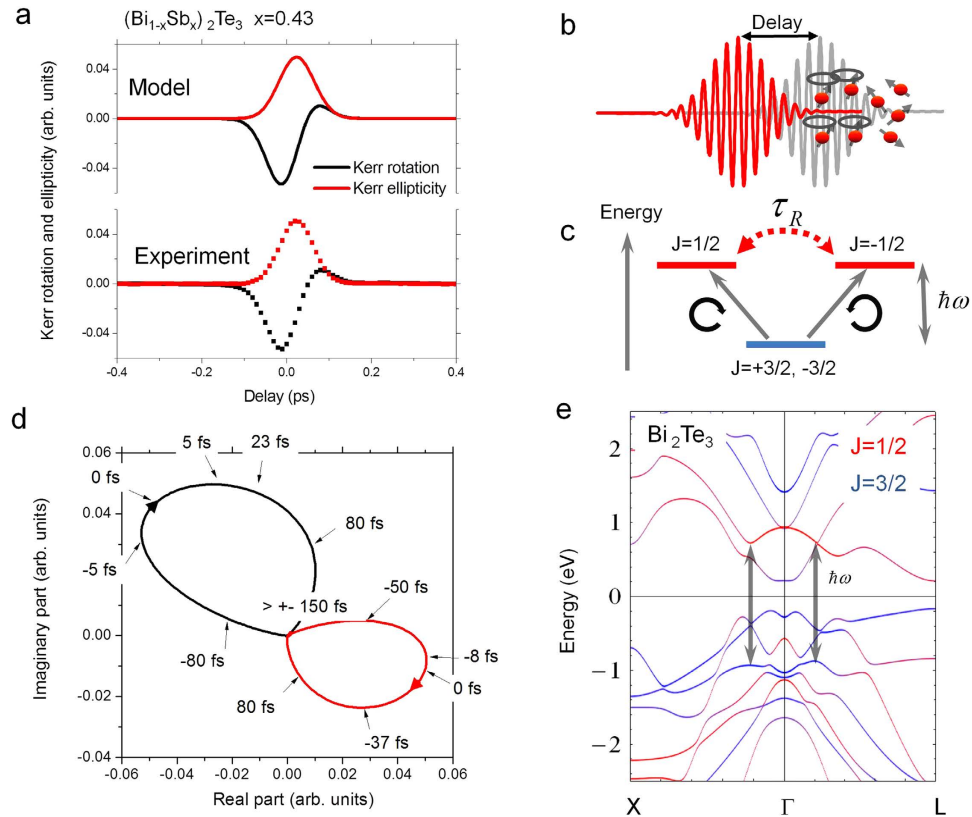 a
(Bi1-xSbx) 2Te3 x=0.43
Kerr rotation and ellipticity (arb. units)
0.04
0.00
-0.04
Model
Kerr rotation
Kerr ellipticity
0.04
0.00
-0.04
Experiment
-0.4
-0.2
0.0
0.2
0.4
Delay (ps)
b
Delay
c
Energy
τR
J=1/2
J=-1/2
ħω
J=+3/2, -3/2
d
Imaginary part (arb. units)
0.06
0.04
0.02
0.00
-0.02
-0.04
5 fs
23 fs
0 fs
80 fs
-5 fs
> +- 150 fs
-50 fs
-80 fs
-8 fs
0 fs
80 fs
-37 fs
-0.06
-0.04
-0.02
0.00
0.02
0.04
0.06
Real part (arb. units)
e
Bi2Te3
J=1/2
J=3/2
Energy (eV)
2
1
0
−1
−2
ħω
X
Γ
L